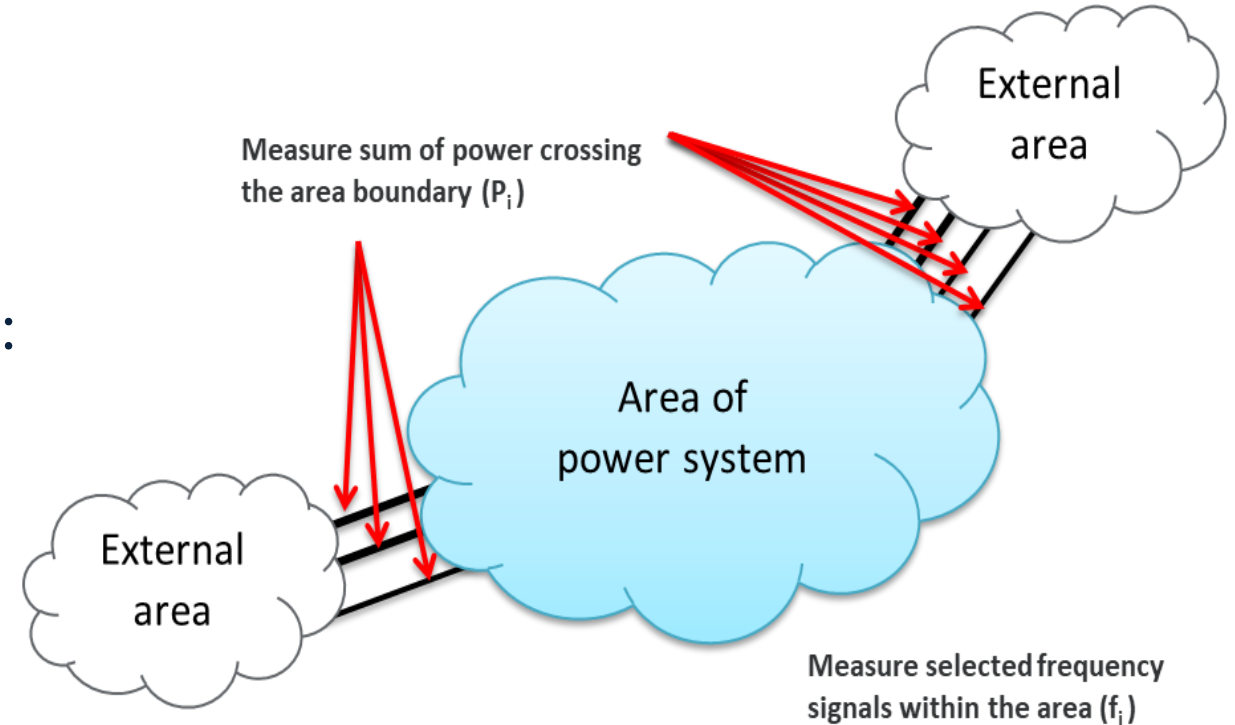 External
area
Measure sum of power crossing
the area boundary (Pᵢ)
:
Area of
power system
External
area
Measure selected frequency
signals within the area (fᵢ)